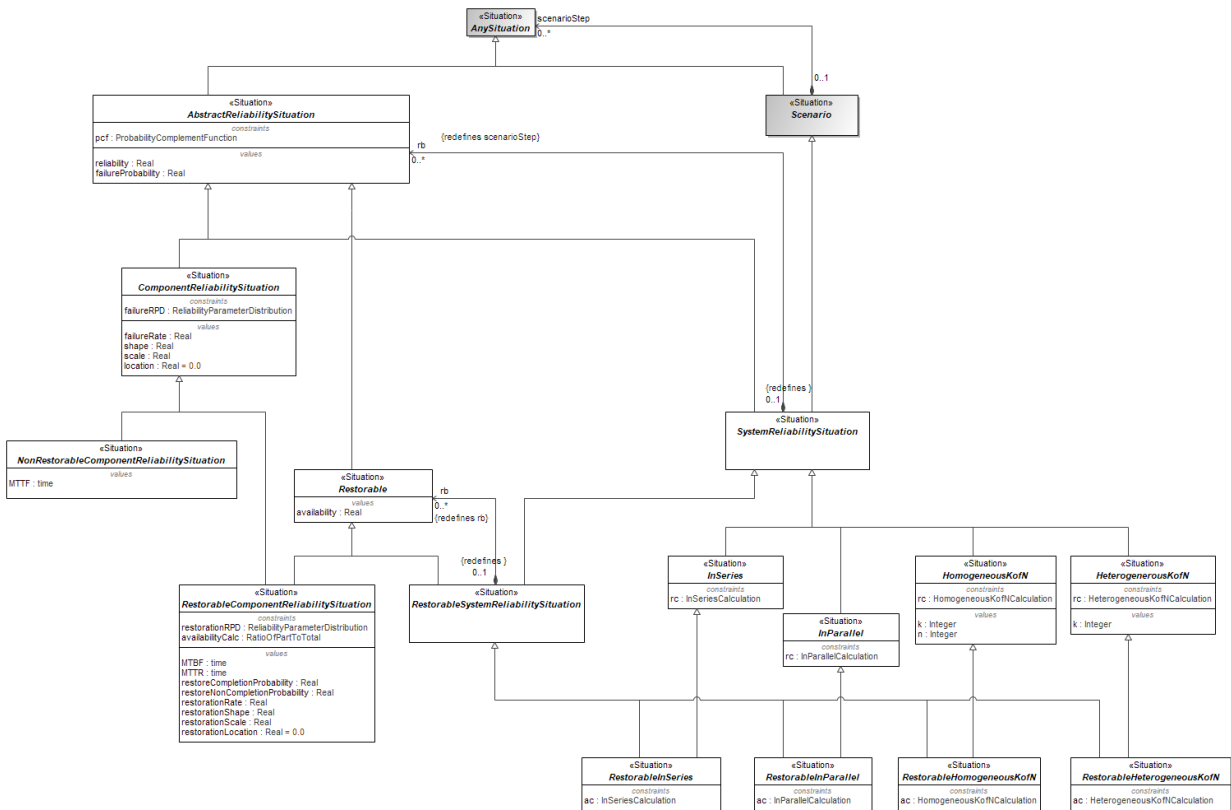 «Situation»
AnySituation
scenarioStep
0..*
0..1
«Situation»
AbstractReliabilitySituation
constraints
pcf : ProbabilityComplementFunction
values
reliability : Real
failureProbability : Real
«Situation»
Scenario
{redefines scenarioStep}
rb
0..*
«Situation»
ComponentReliabilitySituation
constraints
failureRPD : ReliabilityParameterDistribution
values
failureRate : Real
shape : Real
scale : Real
location : Real = 0.0
{redefines }
0..1
«Situation»
SystemReliabilitySituation
«Situation»
NonRestorableComponentReliabilitySituation
values
MTTF : time
«Situation»
Restorable
values
availability : Real
rb
0..*
{redefines rb}
{redefines }
0..1
«Situation»
RestorableComponentReliabilitySituation
constraints
restorationRPD : ReliabilityParameterDistribution
availabilityCalc : RatioOfPartToTotal
values
MTBF : time
MTTR : time
restoreCompletionProbability : Real
restoreNonCompletionProbability : Real
restorationRate : Real
restorationShape : Real
restorationScale : Real
restorationLocation : Real = 0.0
«Situation»
RestorableSystemReliabilitySituation
«Situation»
InSeries
constraints
rc : InSeriesCalculation
«Situation»
InParallel
constraints
rc : InParallelCalculation
«Situation»
HomogeneousKofN
constraints
rc : HomogeneousKofNCalculation
values
k : Integer
n : Integer
«Situation»
HeterogenerousKofN
constraints
rc : HeterogeneousKofNCalculation
values
k : Integer
«Situation»
RestorableInSeries
constraints
ac : InSeriesCalculation
«Situation»
RestorableInParallel
constraints
ac : InParallelCalculation
«Situation»
RestorableHomogeneousKofN
constraints
ac : HomogeneousKofNCalculation
«Situation»
RestorableHeterogeneousKofN
constraints
ac : HeterogeneousKofNCalculation